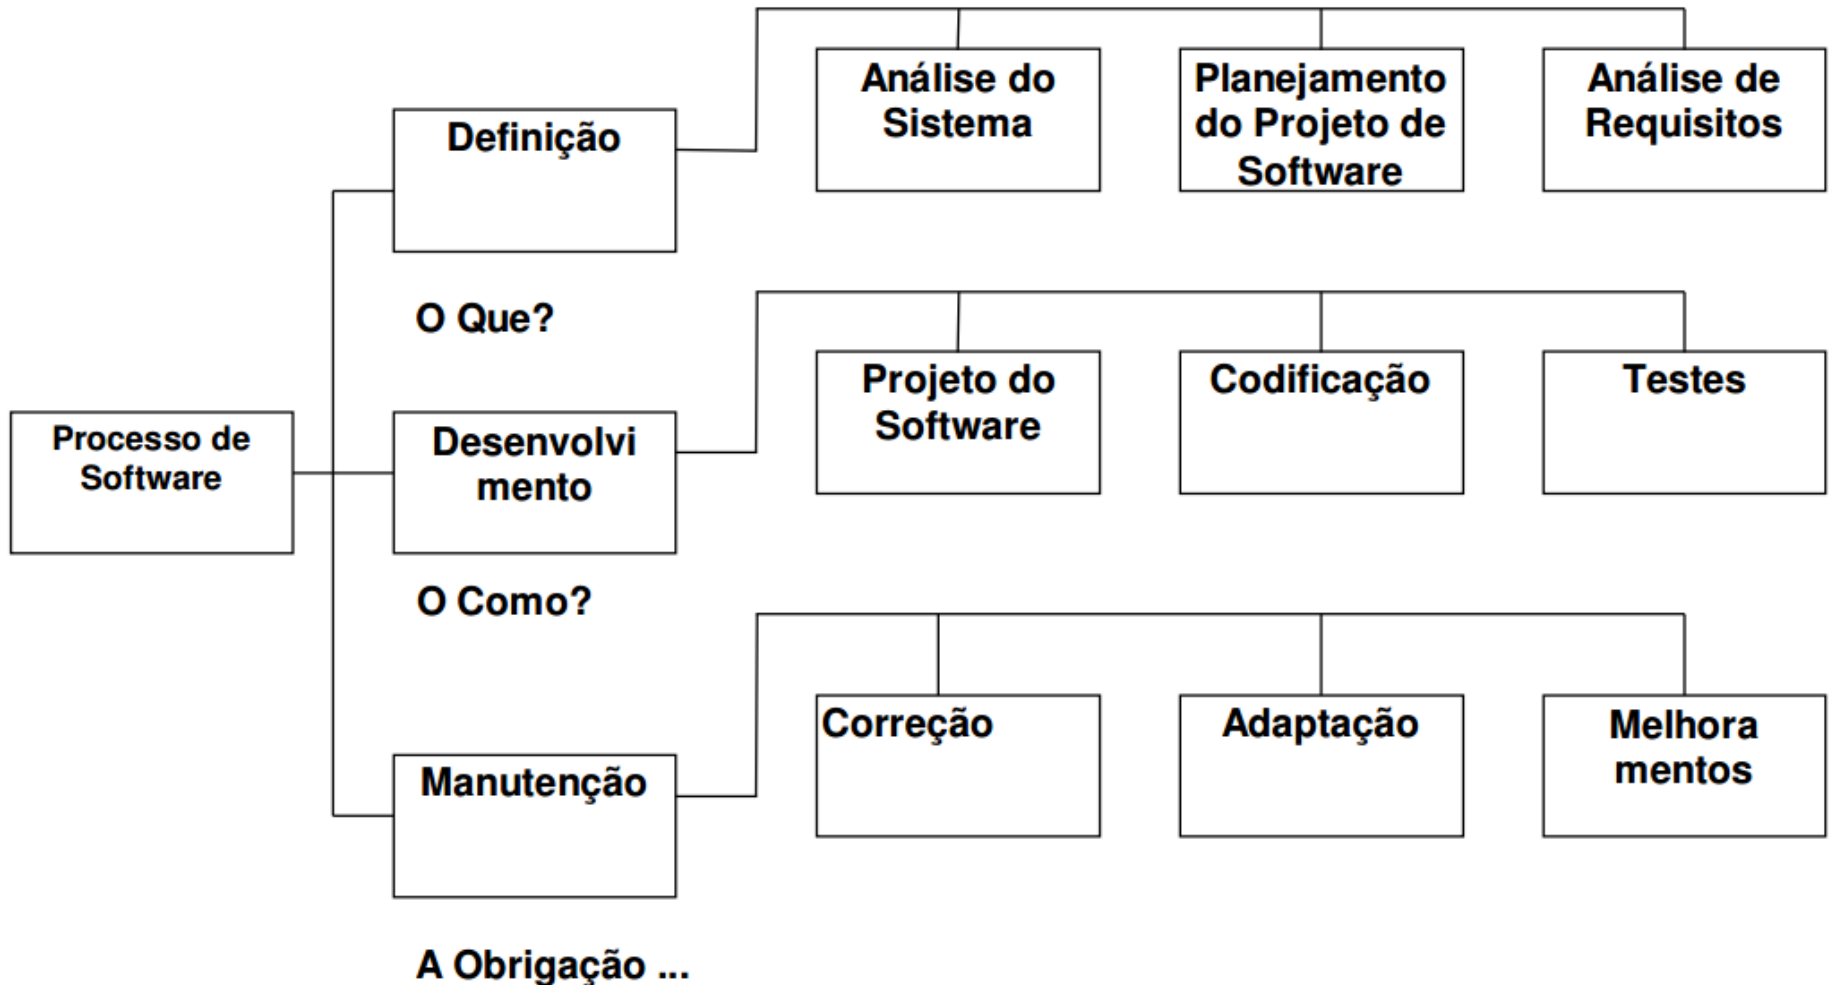 Análise do
Sistema
Planejamento
do Projeto de
Software
Análise de
Requisitos
Definição
O Que?
Projeto do
Software
Codificação
Testes
Processo de
Software
Desenvolvi
mento
O Como?
Correção
Adaptação
Melhora
mentos
Manutenção
A Obrigação ...